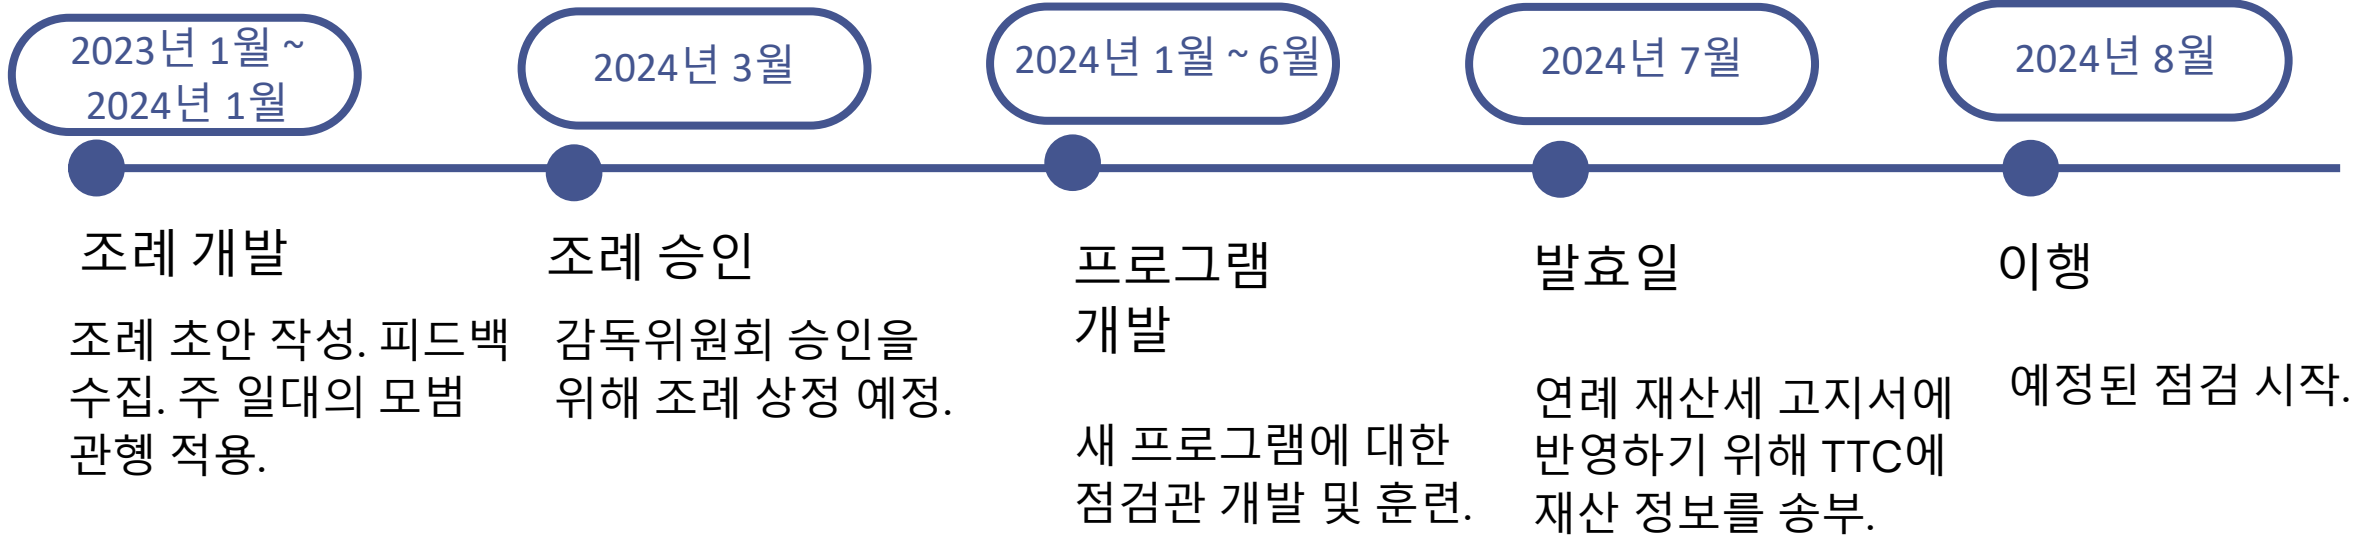 2023년 1월 ~
2024년 1월
2024년 3월
2024년 1월 ~ 6월
2024년 7월
2024년 8월
조례 개발
조례 초안 작성. 피드백
수집. 주 일대의 모범
관혱 적용.
조례 승인
감독위원회 승인을
위해 조례 상정 예정.
프로그램
개발
새 프로그램에 대한
점검관 개발 및 훈련.
발효일
연례 재산세 고지서에
반영하기 위해 TTC에
재산 정보를 송부.
이행
예정된 점검 시작.